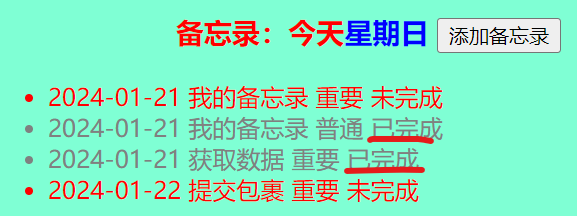 备忘录：今天星期日 添加备忘录
2024-01-21 我的备忘录 重要 未完成
2024-01-21 我的备忘录 普通 已完成
2024-01-21 获取数据 重要 已完成
2024-01-22 提交包裹 重要 未完成